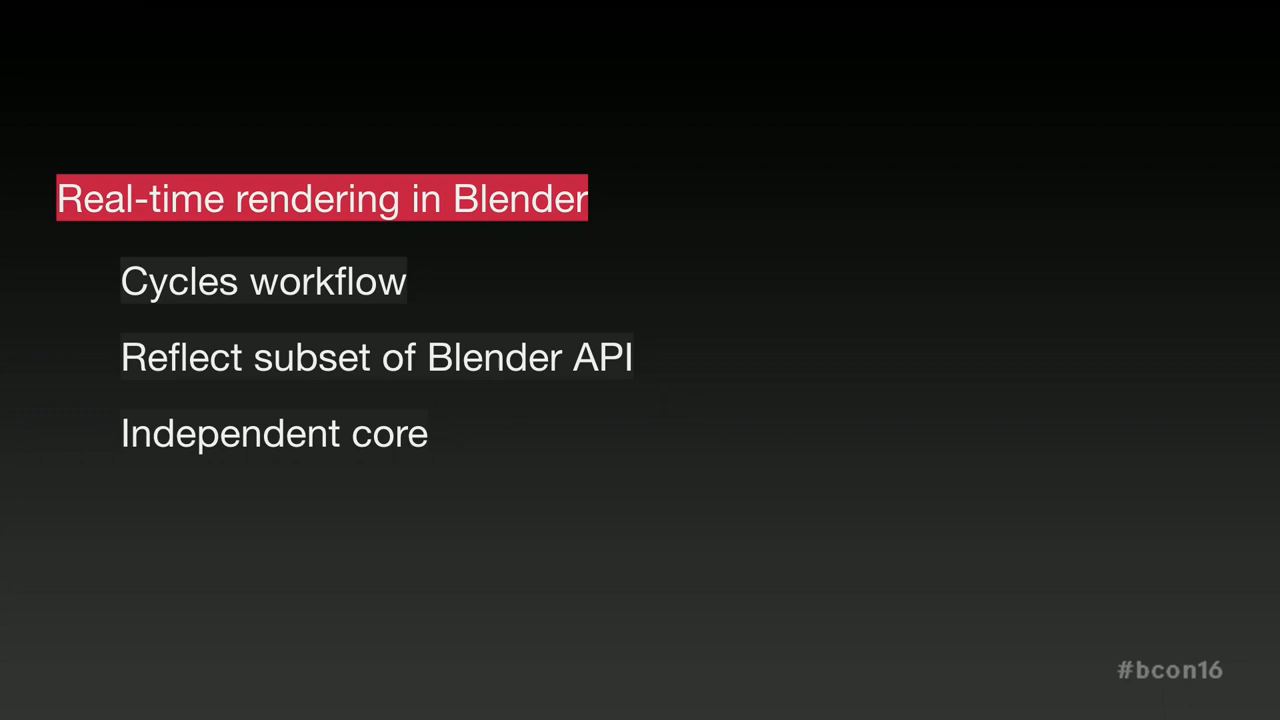 Real-time rendering in Blender
Cycles workflow
Reflect subset of Blender API
Independent core
#bcon16